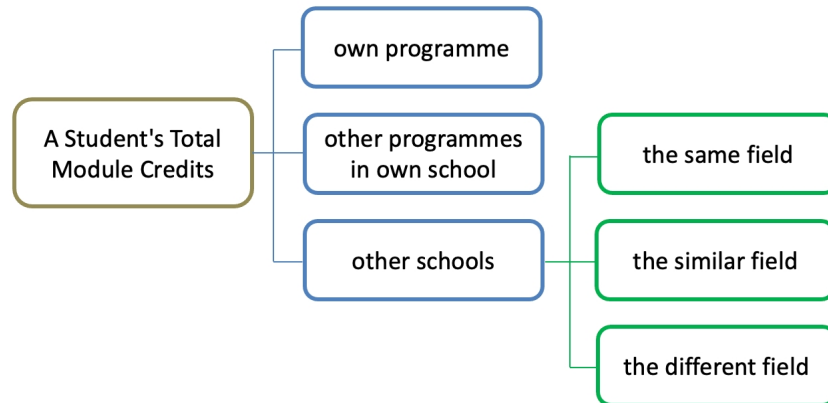 A Student's Total
Module Credits
own programme
other programmes
in own school
other schools
the same field
the similar field
the different field